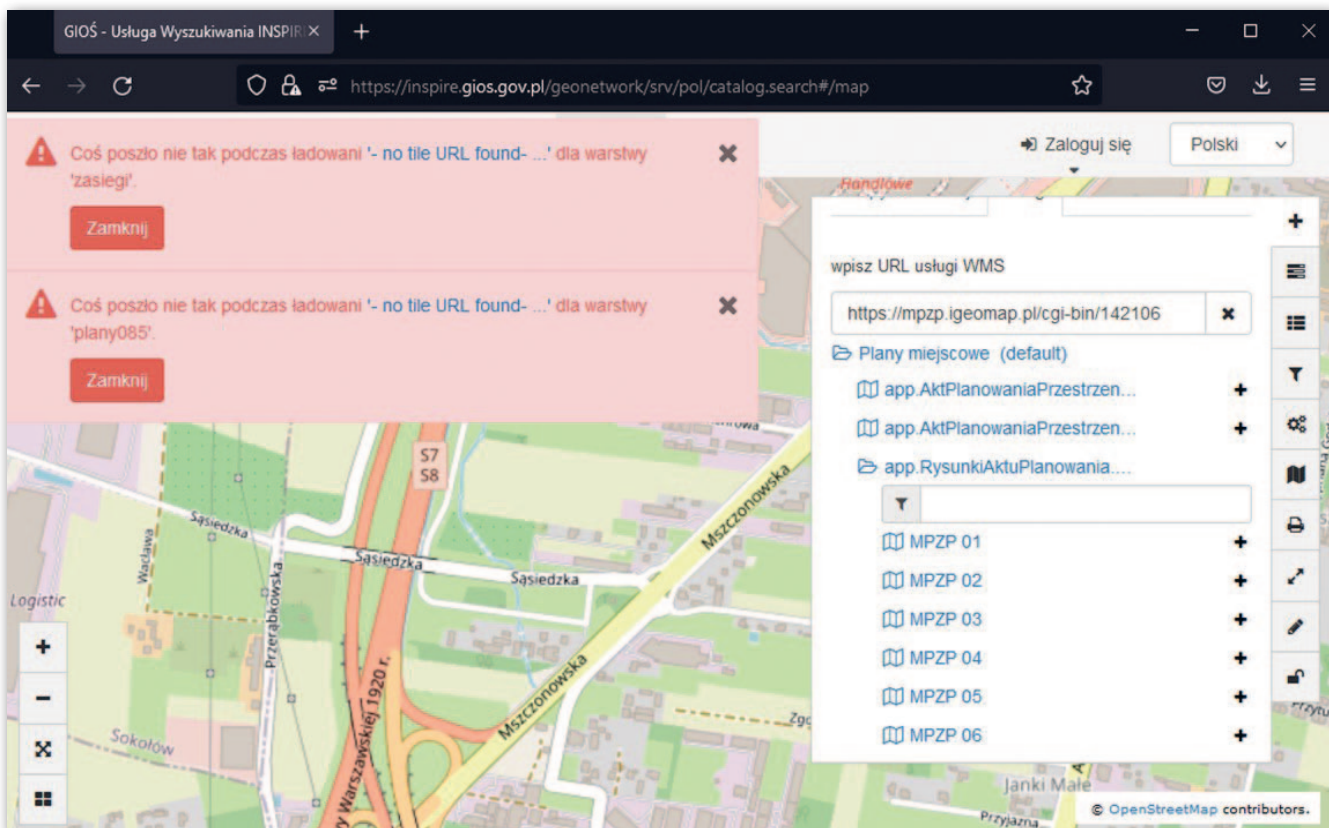 GIOŚ - Usługa Wyszukiwania INSPIR
https://inspire.gios.gov.pl/geonetwork/srv/pol/catalog.search#/map
Coś poszło nie tak podczas ładowani '- no tile URL found- ...' dla warstwy
'zasiegi'.
Zamknij
Coś poszło nie tak podczas ładowani '- no tile URL found- ...' dla warstwy
'plany085'.
Zamknij
Zaloguj się
Polski
Handlowe
wpisz URL usługi WMS
https://mpzp.igeomap.pl/cgi-bin/142106
Plany miejscowe (default)
app.AktPlanowaniaPrzestrzen...
app.AktPlanowaniaPrzestrzen...
app.RysunkiAktuPlanowania....
MPZP 01
MPZP 02
MPZP 03
MPZP 04
MPZP 05
MPZP 06
S7
S8
Mszczonowska
Sąsiedzka
Sąsiedzka
Sąsiedzka
Wacława
Logistic
Przerąbkowska
Mszczonowska
Sokołów
y Warszawskiej 1920 r.
Janki Małe
Przyjazna
© OpenStreetMap contributors.